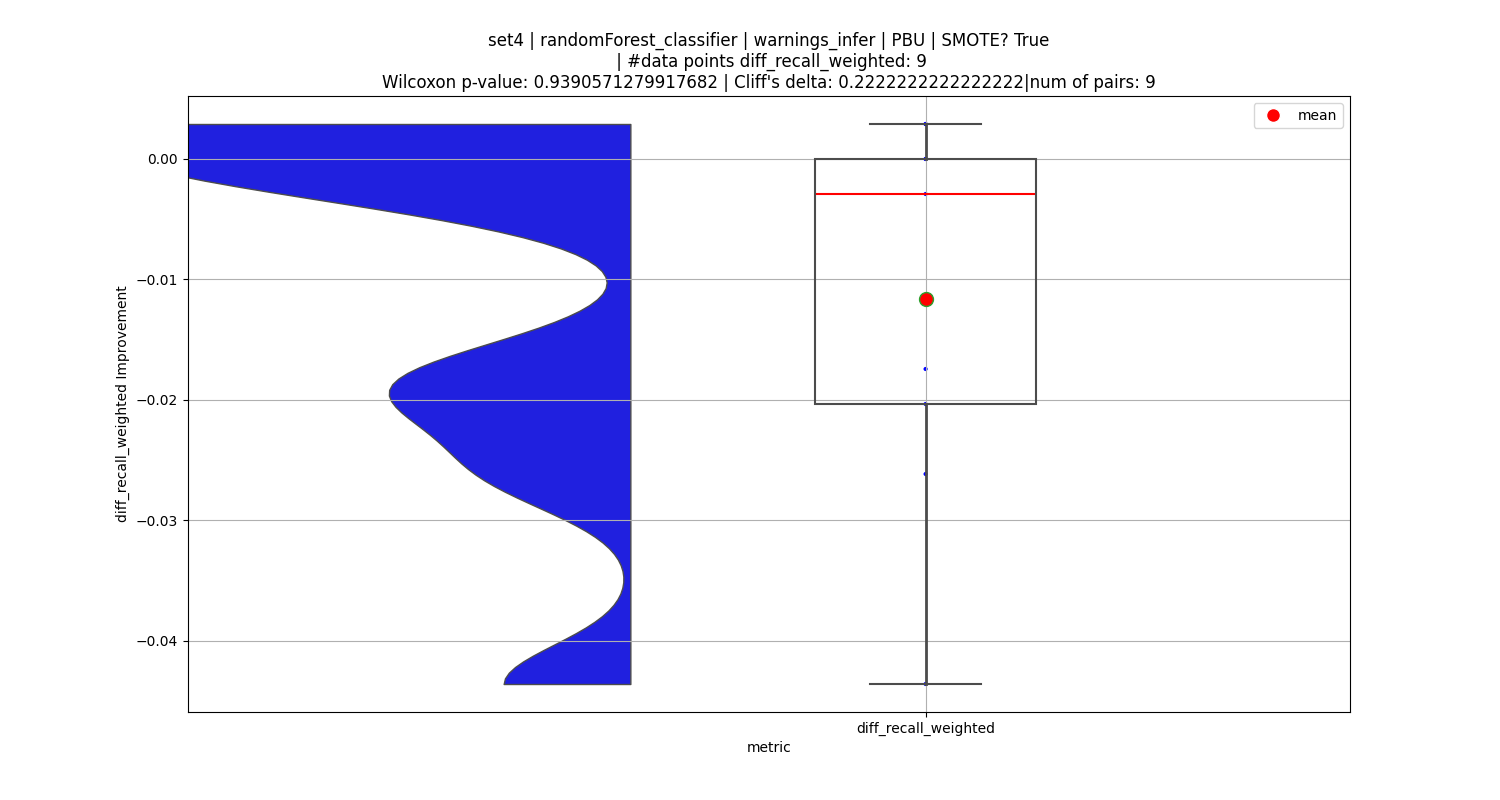 set4 | randomForest_classifier | warnings_infer | PBU | SMOTE? True
| #data points diff_recall_weighted: 9
Wilcoxon p-value: 0.9390571279917682 | Cliff's delta: 0.2222222222222222|num of pairs: 9
mean
0.00
−0.01
−0.02
−0.03
−0.04
diff_recall_weighted Improvement
diff_recall_weighted
metric